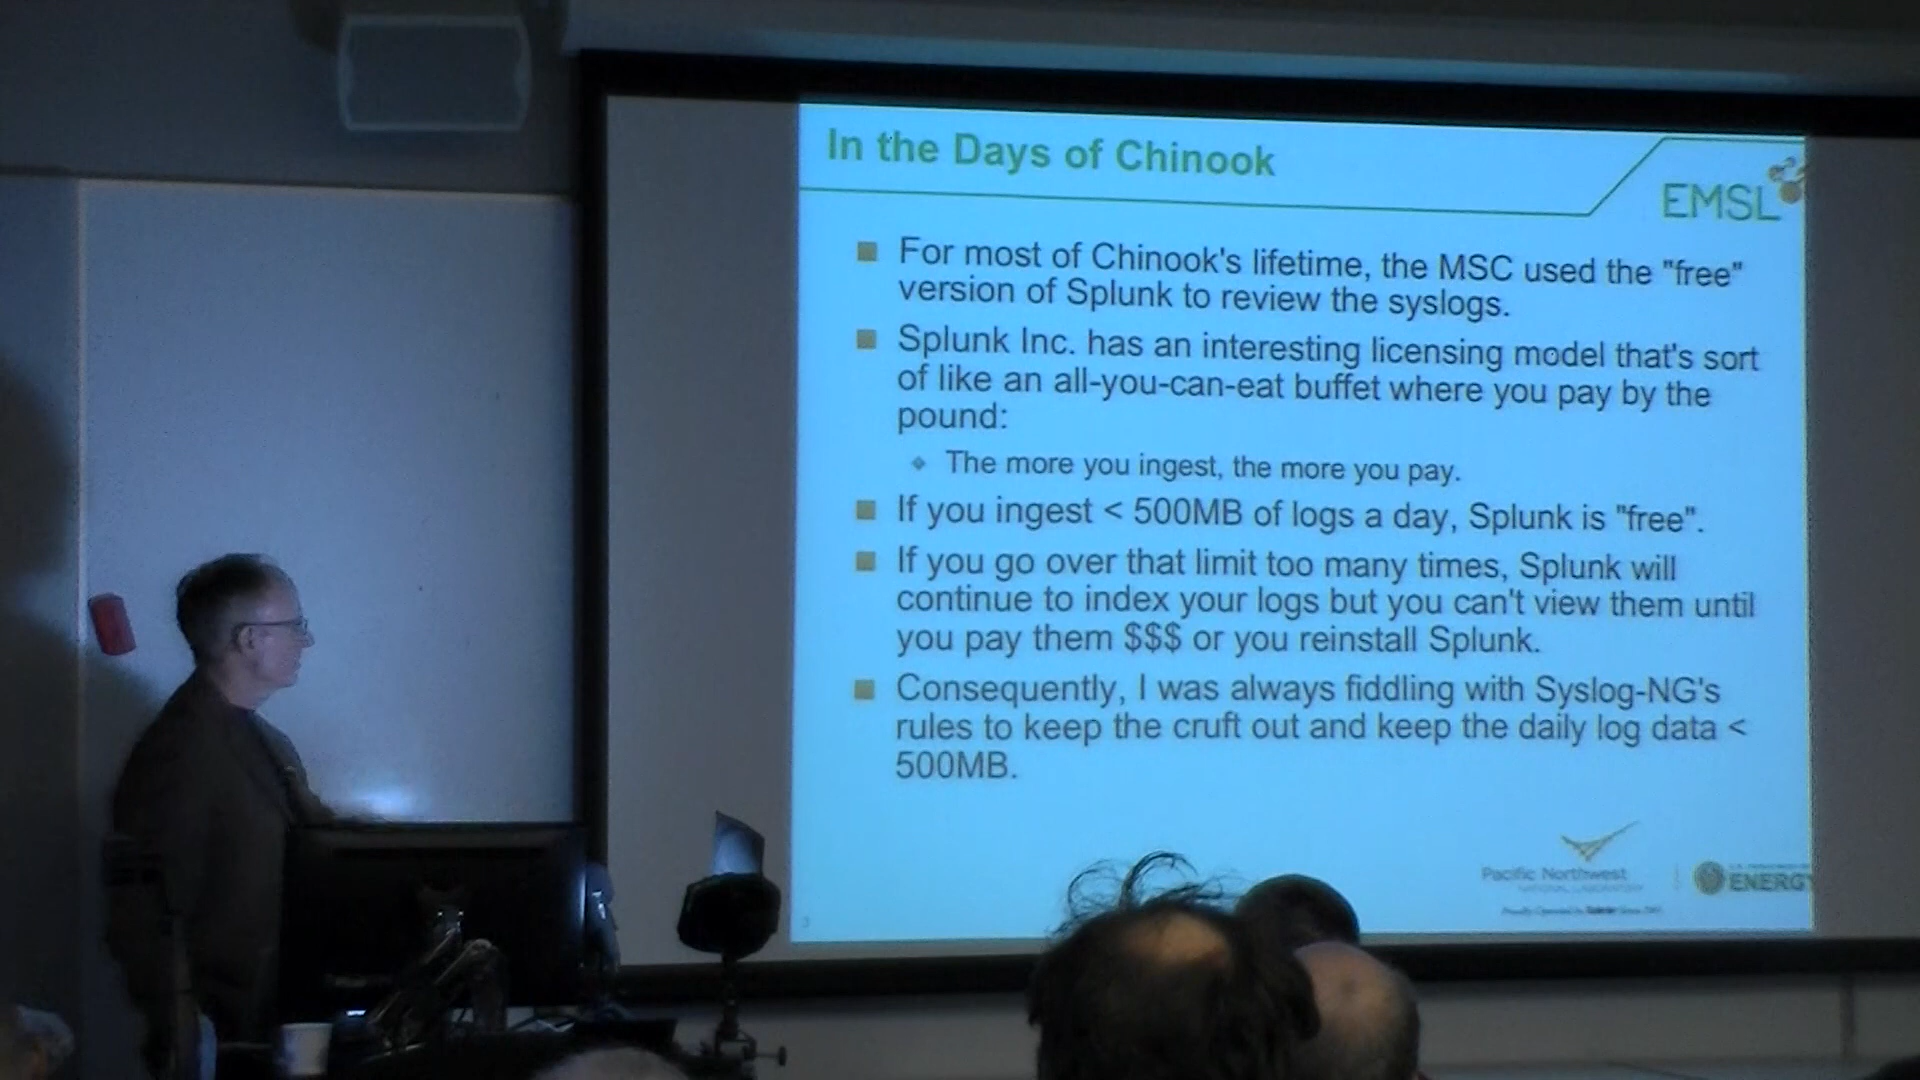 In the Days of Chinook
EMSL
For most of Chinook's lifetime, the MSC used the "free"
version of Splunk to review the syslogs.
Splunk Inc. has an interesting licensing model that's sort
of like an all-you-can-eat buffet where you pay by the
pound:
The more you ingest, the more you pay.
If you ingest < 500MB of logs a day, Splunk is "free".
If you go over that limit too many times, Splunk will
continue to index your logs but you can't view them until
you pay them $$$ or you reinstall Splunk.
Consequently, I was always fiddling with Syslog-NG's
rules to keep the cruft out and keep the daily log data <
500MB.
Pacific Northwest
NATIONAL LABORATORY
ENERGY
3